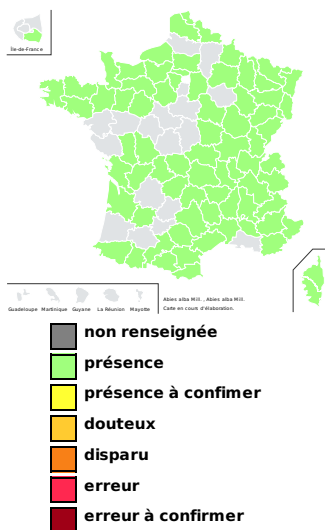 Île-de-France
Guadeloupe Martinique Guyane La Réunion Mayotte
Abies alba Mill. , Abies alba Mill.
Carte en cours d'élaboration.
non renseignée
présence
présence à confimer
douteux
disparu
erreur
erreur à confirmer